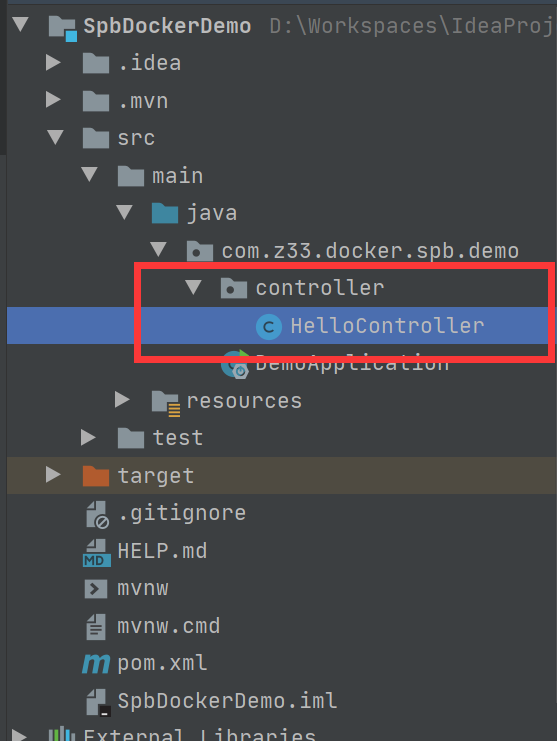 SpbDockerDemo D:\Workspaces\IdeaProj
.idea
.mvn
src
main
java
com.z33.docker.spb.demo
controller
C HelloController
DemoApplication
resources
test
target
.gitignore
MD HELP.md
mvnw
mvnw.cmd
m pom.xml
SpbDockerDemo.iml
External Libraries